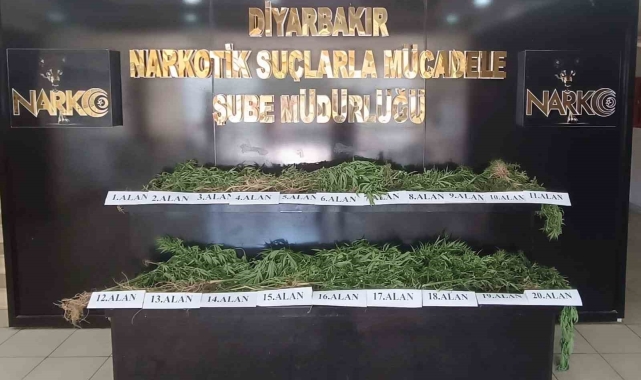 DİYARBAKIR
NARKOTİK SUÇLARLA MÜCADELE
ŞUBE MÜDÜRLÜĞÜ
NARKO
NARKO
1.ALAN 2.ALAN 3.ALAN 4.ALAN 5.ALAN 6.ALAN ALAN 8.ALAN 9.ALAN 10.ALAN 11.ALAN
12.ALAN 13.ALAN 14.ALAN 15.ALAN 16.ALAN 17.ALAN 18.ALAN 19.ALAN 20.ALAN